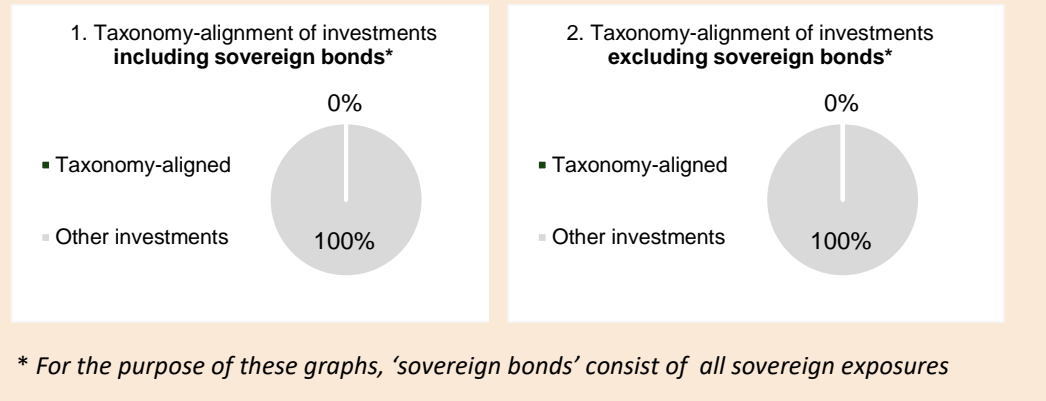 1. Taxonomy-alignment of investments
including sovereign bonds*
0%
Taxonomy-aligned
Other investments
100%
2. Taxonomy-alignment of investments
excluding sovereign bonds*
0%
Taxonomy-aligned
Other investments
100%
* For the purpose of these graphs, ‘sovereign bonds’ consist of all sovereign exposures